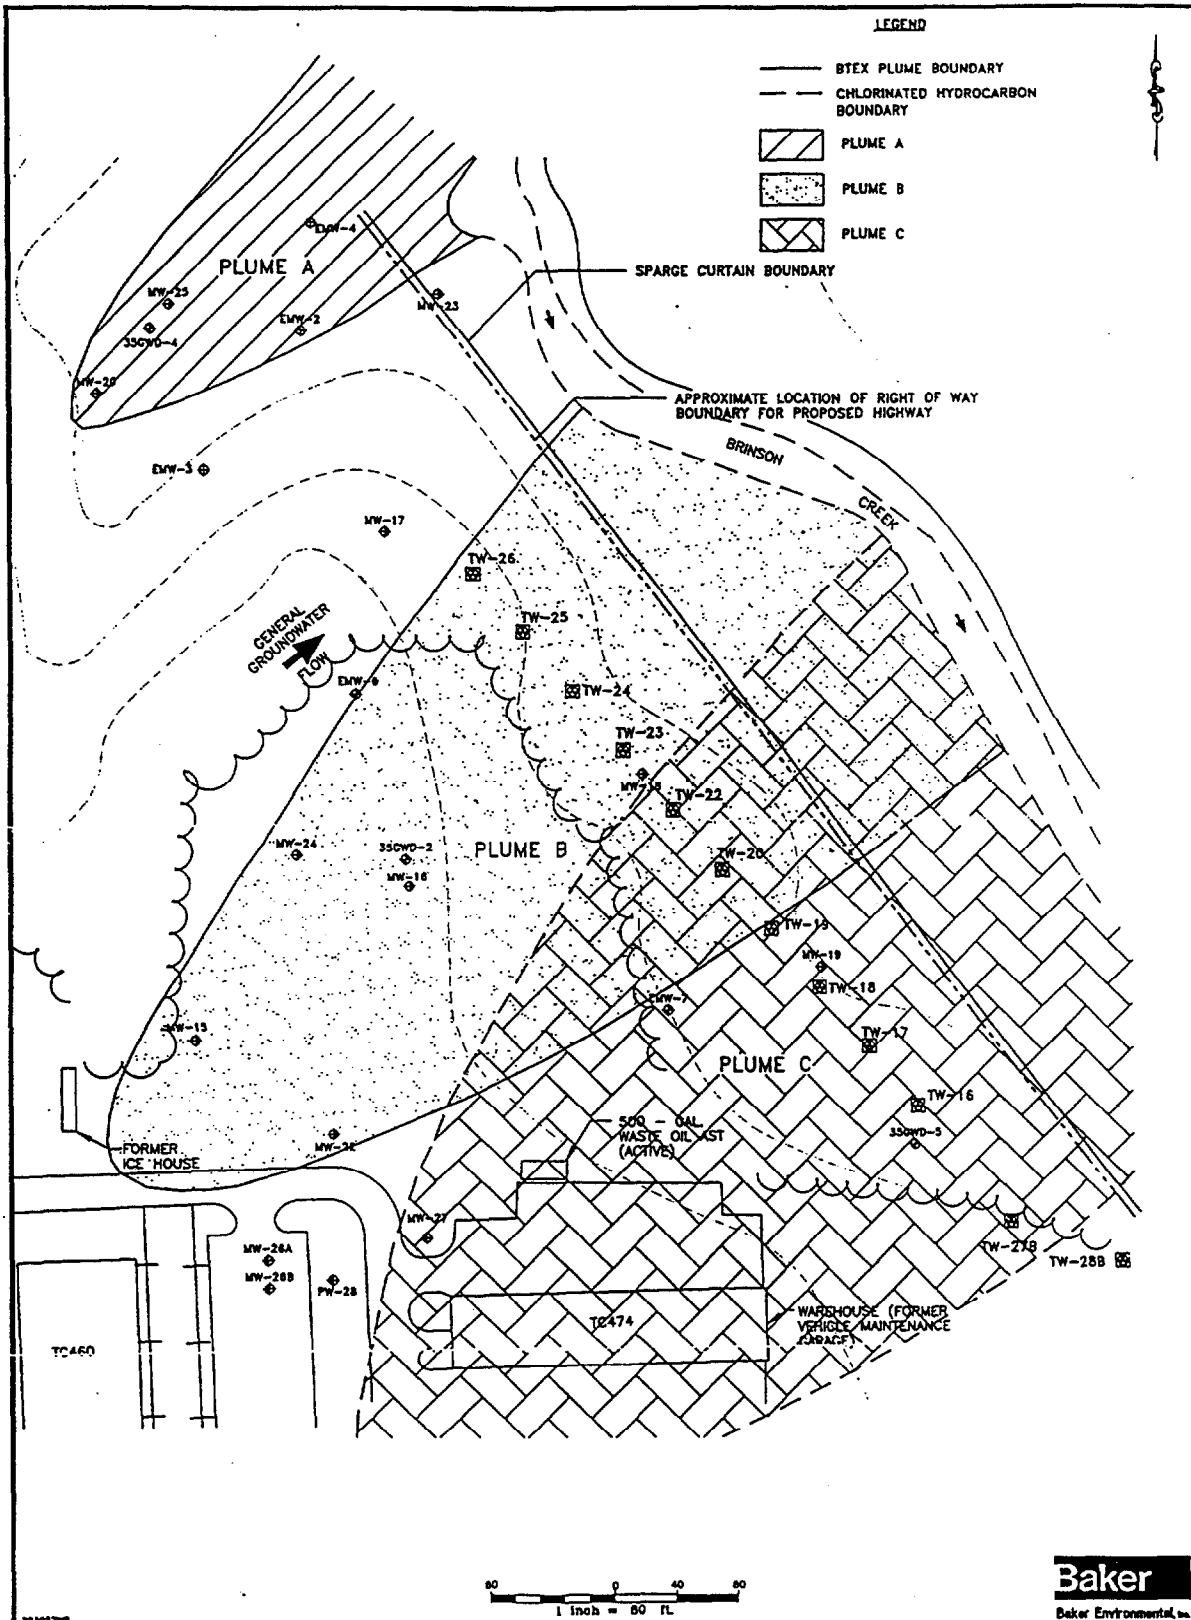 LEGEND
BTEX PLUME BOUNDARY
CHLORINATED HYDROCARBON
BOUNDARY
PLUME A
PLUME B
PLUME C
EMW-4
PLUME A
SPARGE CURTAIN BOUNDARY
MW-25
MW-23
EMW-2
35GWD-4
MW-20
APPROXIMATE LOCATION OF RIGHT OF WAY
BOUNDARY FOR PROPOSED HIGHWAY
BRINSON
CREEK
EMW-3
MW-17
TW-26
TW-25
GENERAL
GROUNDWATER
FLOW
TW-24
TW-23
TW-22
MW-24
35GWD-2
PLUME B
MW-16
TW-20
TW-19
MW-19
TW-18
EMW-7
MW-15
TW-17
PLUME C
TW-16
500 - GAL.
WASTE OIL AST
(ACTIVE)
35GWD-5
FORMER
ICE HOUSE
MW-27
TW-27B
TW-28B
MW-26A
MW-26B
PW-28
WAREHOUSE (FORMER
VEHICLE MAINTENANCE
GARAGE)
TC474
TC460
80 0 40 80
1 inch = 80 ft.
Baker
Baker Environmental, Inc.